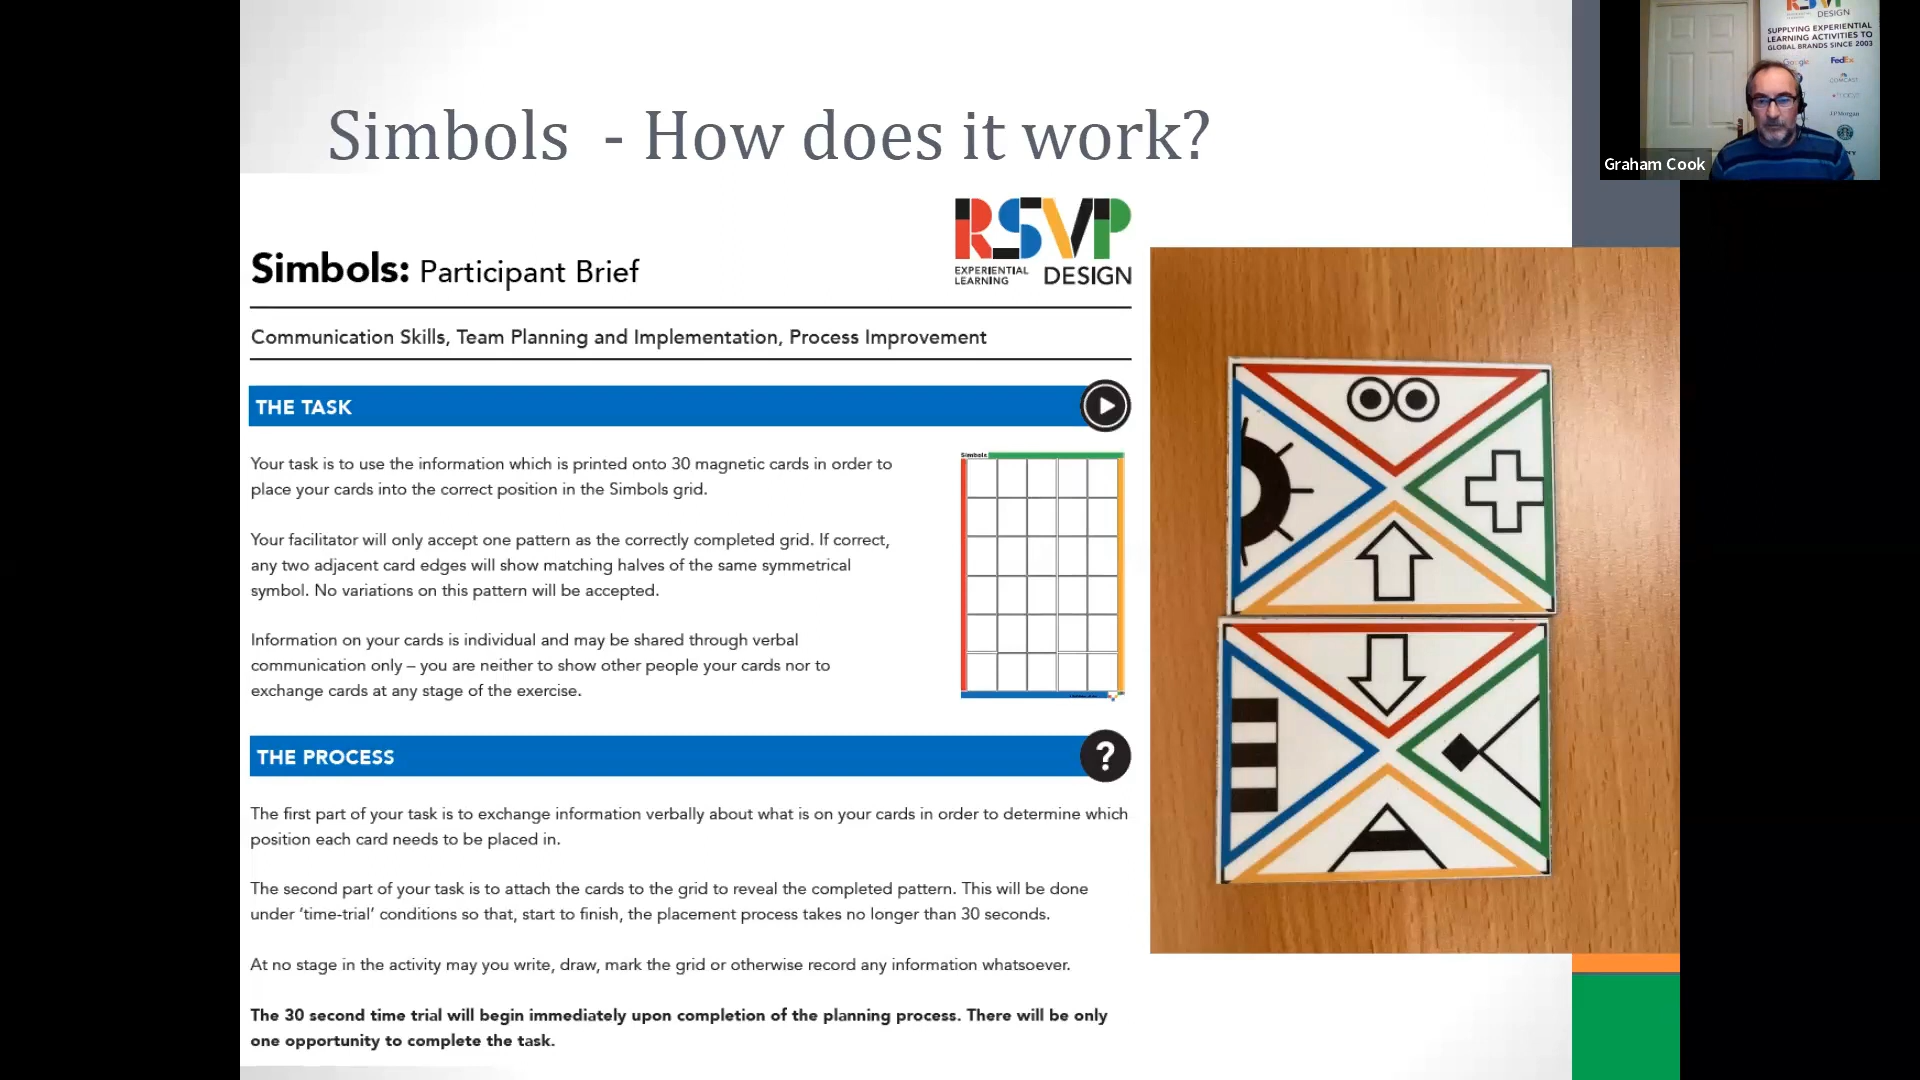 Simbols - How does it work?
RSVP
EXPERIENTIAL
LEARNING
DESIGN
Simbols: Participant Brief
Communication Skills, Team Planning and Implementation, Process Improvement
THE TASK
Your task is to use the information which is printed onto 30 magnetic cards in order to
place your cards into the correct position in the Simbols grid.
Your facilitator will only accept one pattern as the correctly completed grid. If correct,
any two adjacent card edges will show matching halves of the same symmetrical
symbol. No variations on this pattern will be accepted.
Information on your cards is individual and may be shared through verbal
communication only – you are neither to show other people your cards nor to
exchange cards at any stage of the exercise.
Simbols
THE PROCESS
?
The first part of your task is to exchange information verbally about what is on your cards in order to determine which
position each card needs to be placed in.
The second part of your task is to attach the cards to the grid to reveal the completed pattern. This will be done
under ‘time-trial’ conditions so that, start to finish, the placement process takes no longer than 30 seconds.
At no stage in the activity may you write, draw, mark the grid or otherwise record any information whatsoever.
The 30 second time trial will begin immediately upon completion of the planning process. There will be only
one opportunity to complete the task.
DESIGN
SUPPLYING EXPERIENTIAL
LEARNING ACTIVITIES TO
GLOBAL BRANDS SINCE 2003
Google
FedEx
COMCAST
J.P.Morgan
Graham Cook